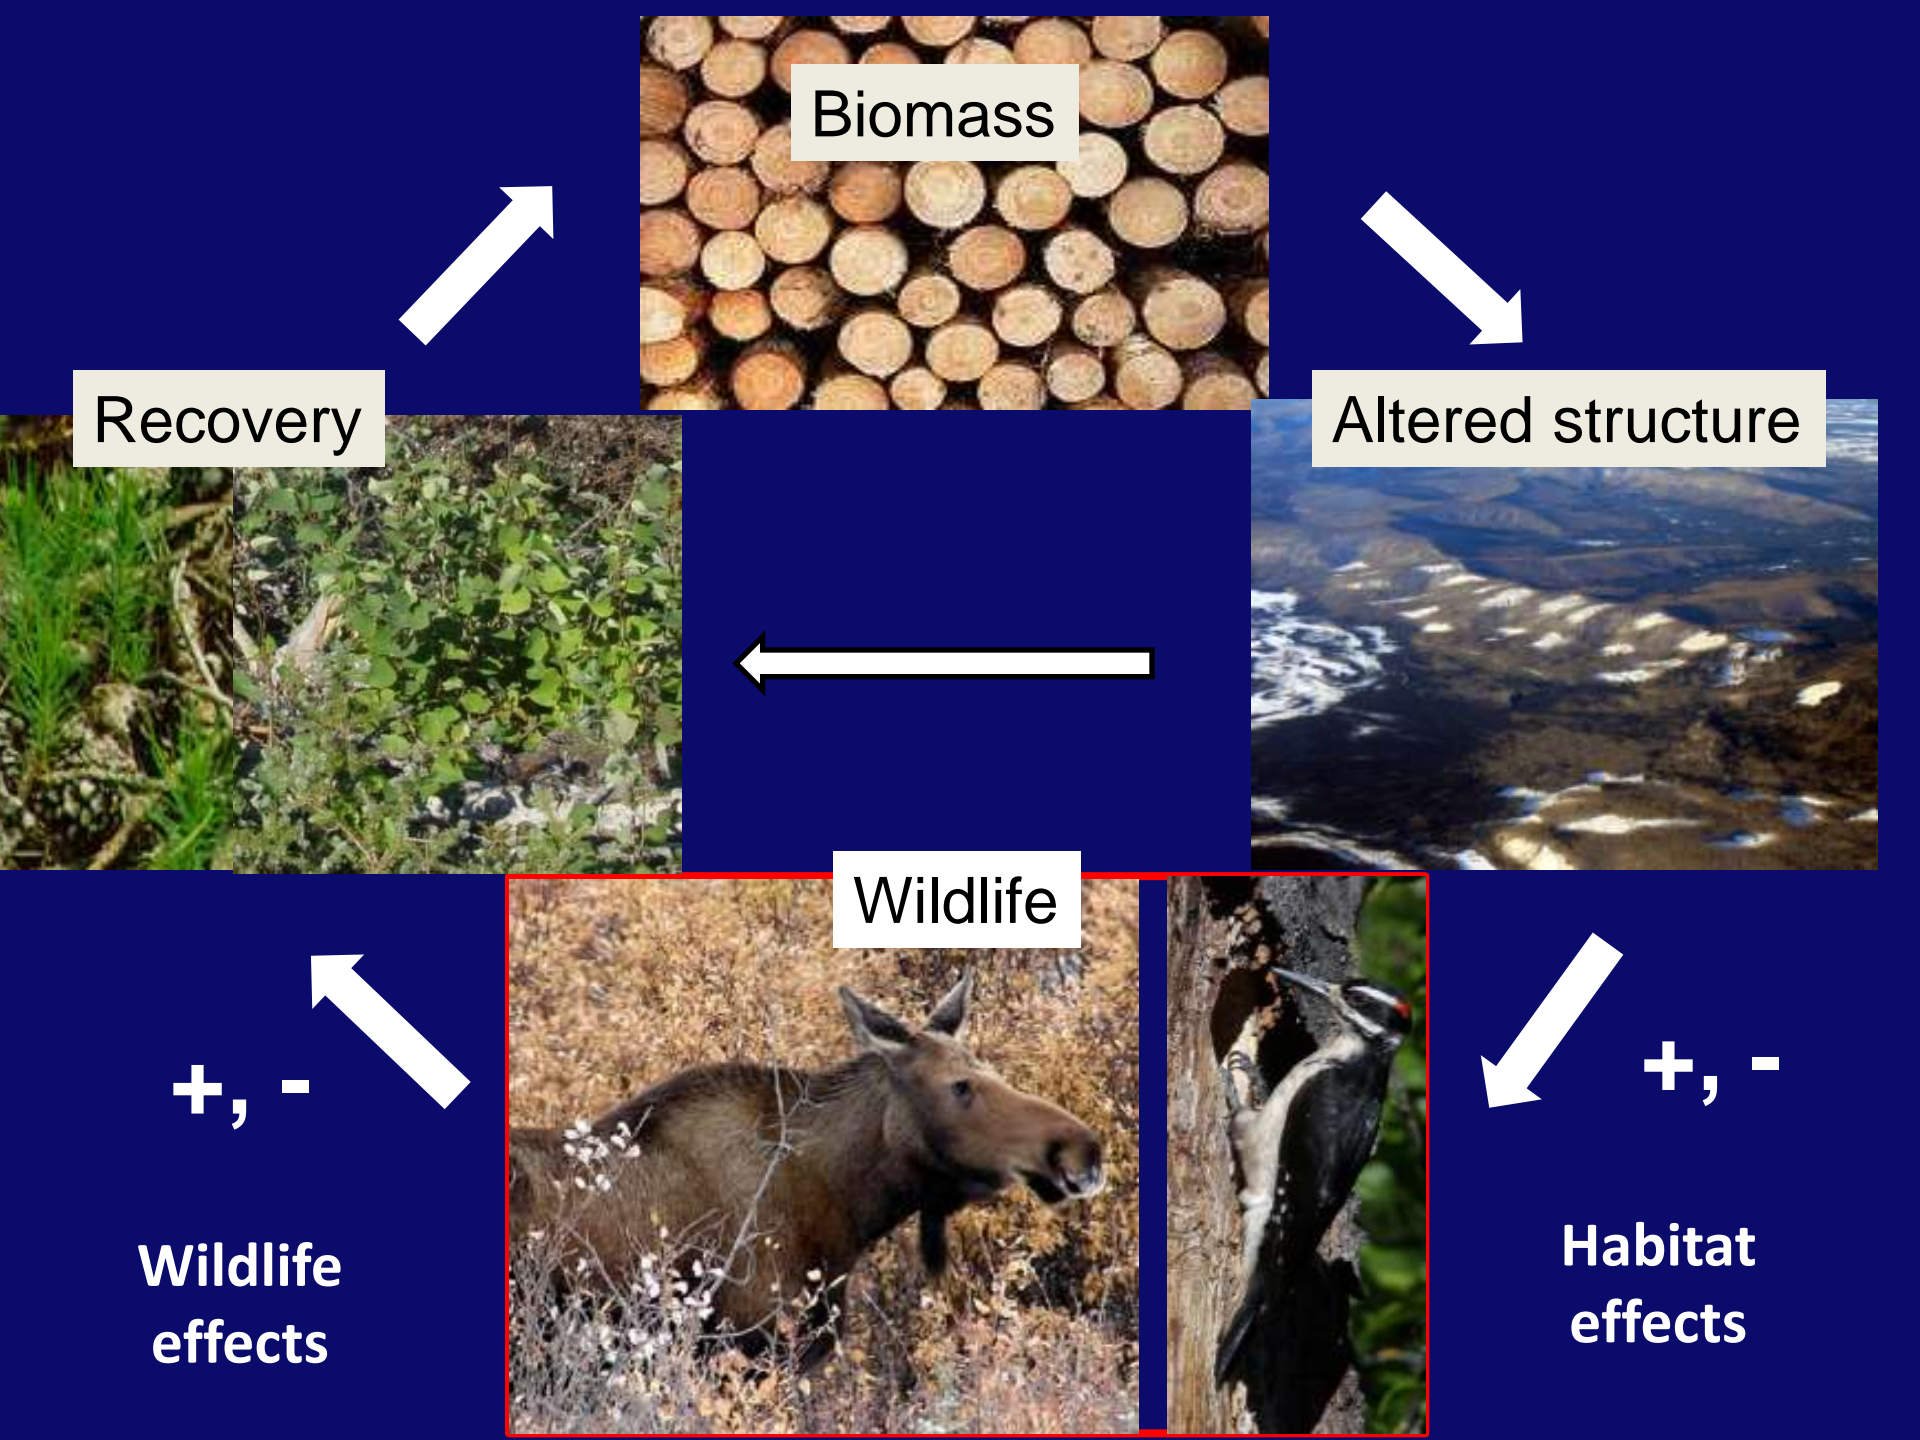 Biomass
Recovery
Altered structure
Wildlife
+, -
+, -
Wildlife
effects
Habitat
effects